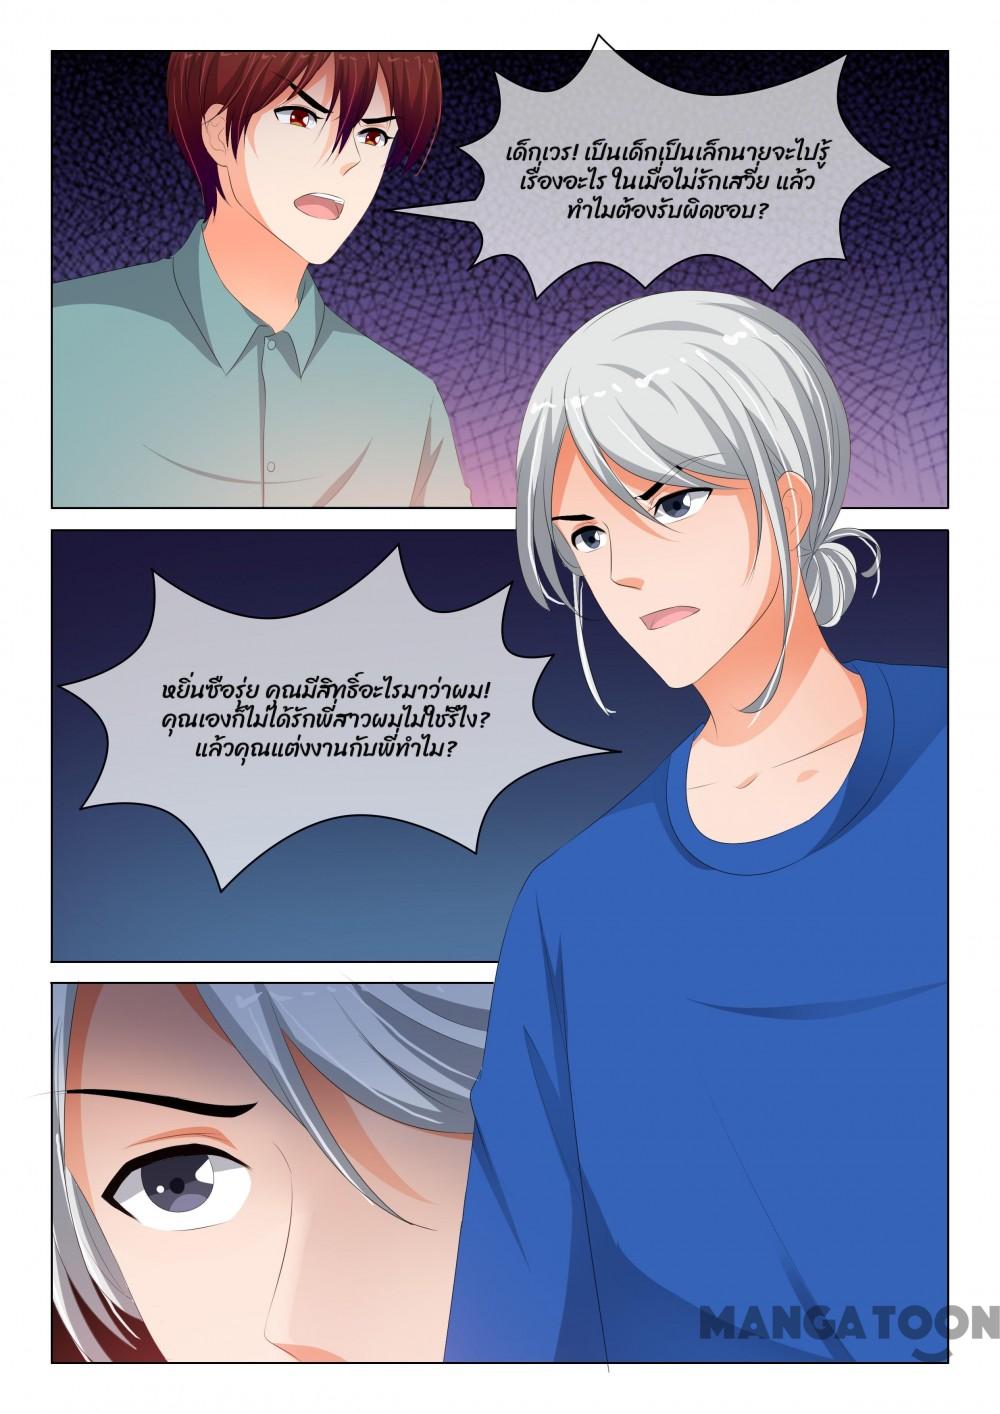 เด็กเวร! เป็นเด็กเป็นเล็กนายจะไปรู้
เรื่องอะไร ในเมื่อไม่รักเสวี่ย แล้ว
ทำไมต้องรับผิดชอบ?
หยิ่นซือรุ่ย คุณมีสิทธิ์อะไรมาว่าผม!
คุณเองก็ไม่ได้รักพี่สาวผมไม่ใช่รึไง?
แล้วคุณแต่งงานกับพี่ทำไม?
MANGATOON